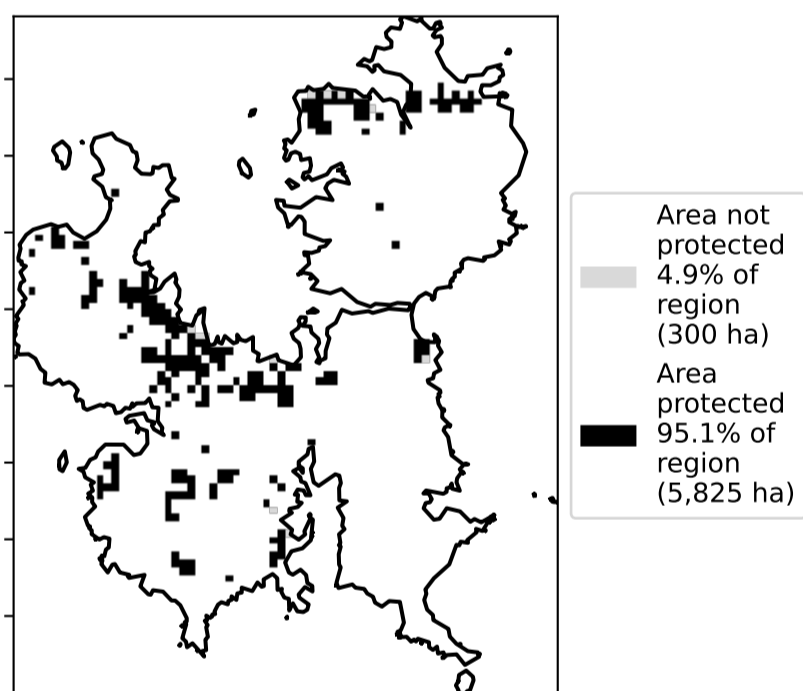 Area not
protected
4.9% of
region
(300 ha)
Area
protected
95.1% of
region
(5,825 ha)